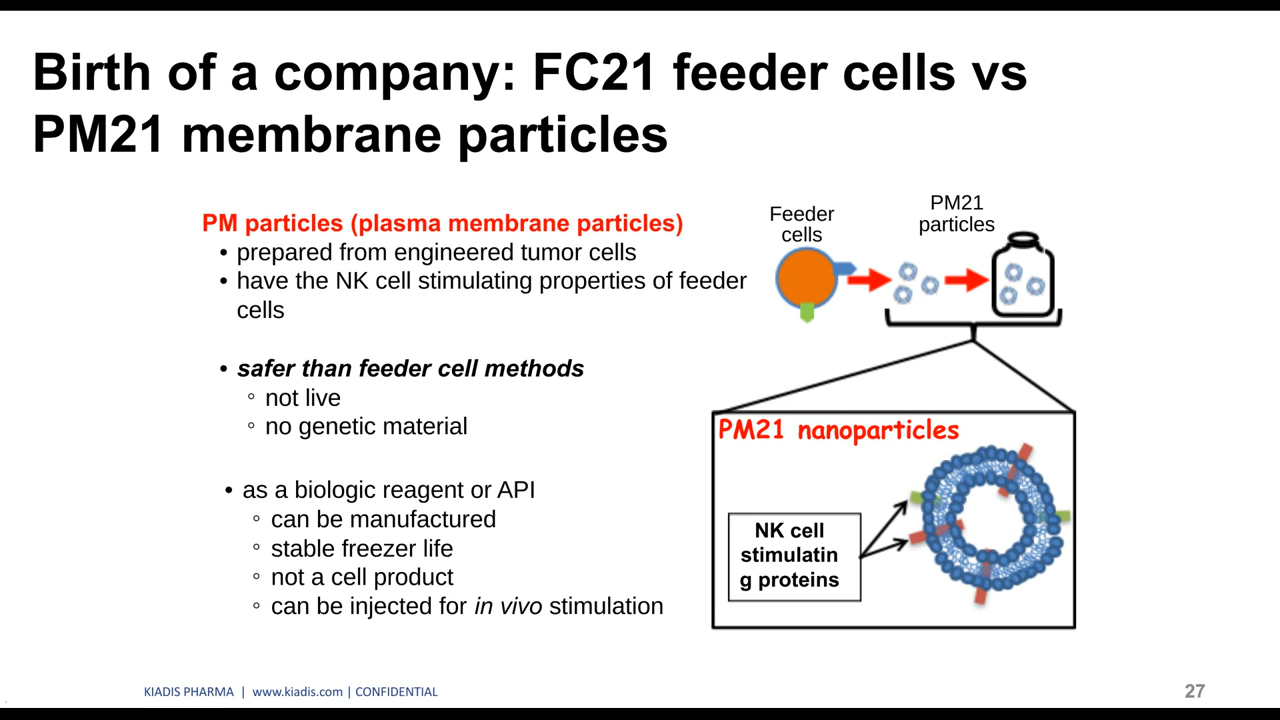 Birth of a company: FC21 feeder cells vs
PM21 membrane particles
PM particles (plasma membrane particles)
• prepared from engineered tumor cells
• have the NK cell stimulating properties of feeder
cells
• safer than feeder cell methods
◦ not live
◦ no genetic material
• as a biologic reagent or API
◦ can be manufactured
◦ stable freezer life
◦ not a cell product
◦ can be injected for in vivo stimulation
Feeder
cells
PM21
particles
PM21 nanoparticles
NK cell
stimulatin
g proteins
KIADIS PHARMA | www.kiadis.com | CONFIDENTIAL
27